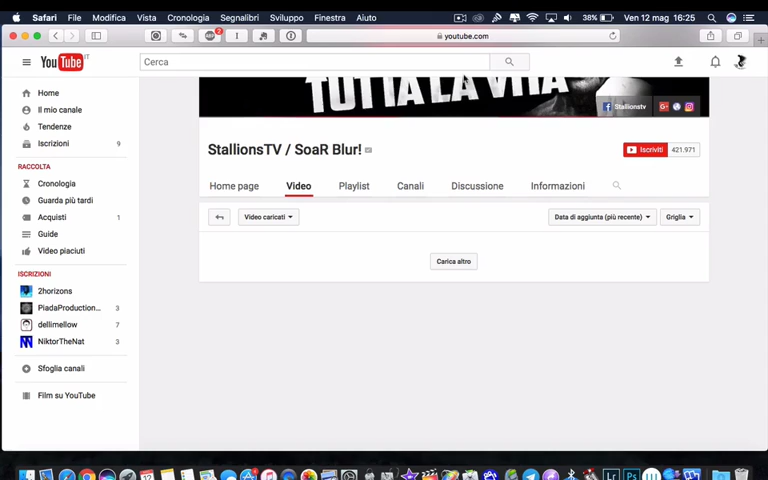 Safari File Modifica Vista Cronologia Segnalibri Sviluppo Finestra Aiuto 38% Ven 12 mag 16:25
2
youtube.com
YouTube IT
Cerca
TUTTA LA VITA
Stallionstv
StallionsTV / SoaR Blur!
Iscriviti 421.971
Home page Video Playlist Canali Discussione Informazioni
Video caricati
Data di aggiunta (più recente) Griglia
Carica altro
Home
Il mio canale
Tendenze
Iscrizioni 9
RACCOLTA
Cronologia
Guarda più tardi
Acquisti 1
Guide
Video piaciuti
ISCRIZIONI
2horizons
PiadaProduction... 3
dellimellow 7
NiktorTheNat 3
Sfoglia canali
Film su YouTube
Lr Ps